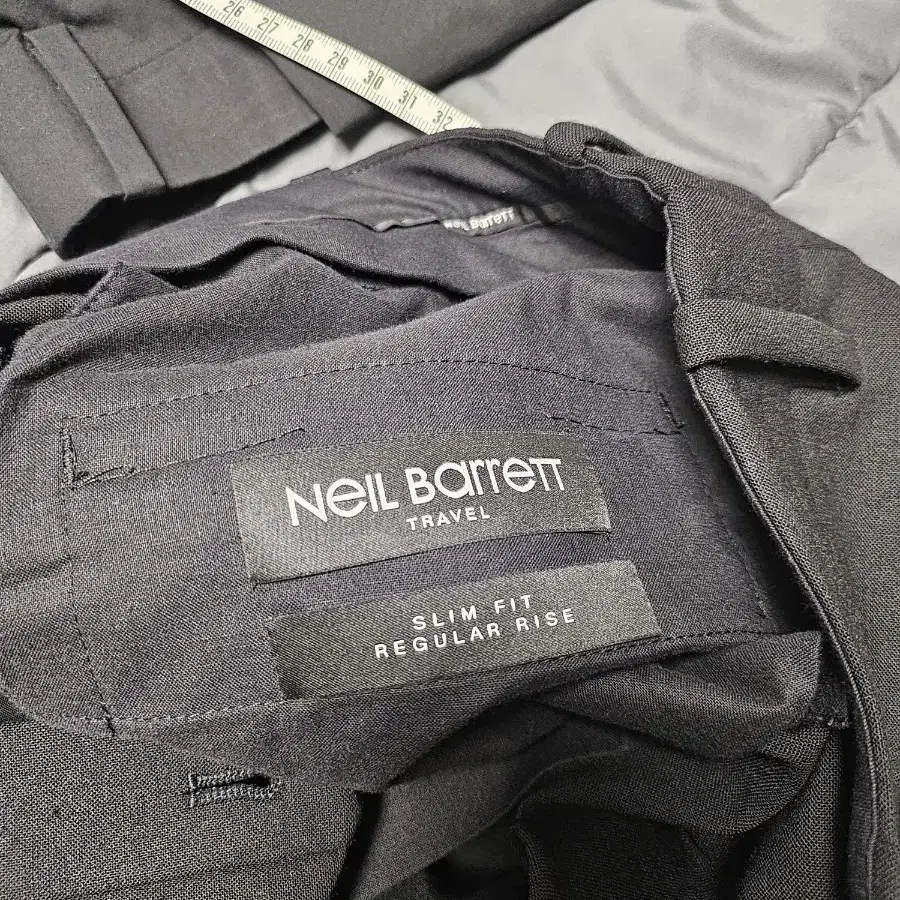 26 27 28 29 30 31 32
Neil Barrett
Neil Barrett
TRAVEL
SLIM FIT
REGULAR RISE